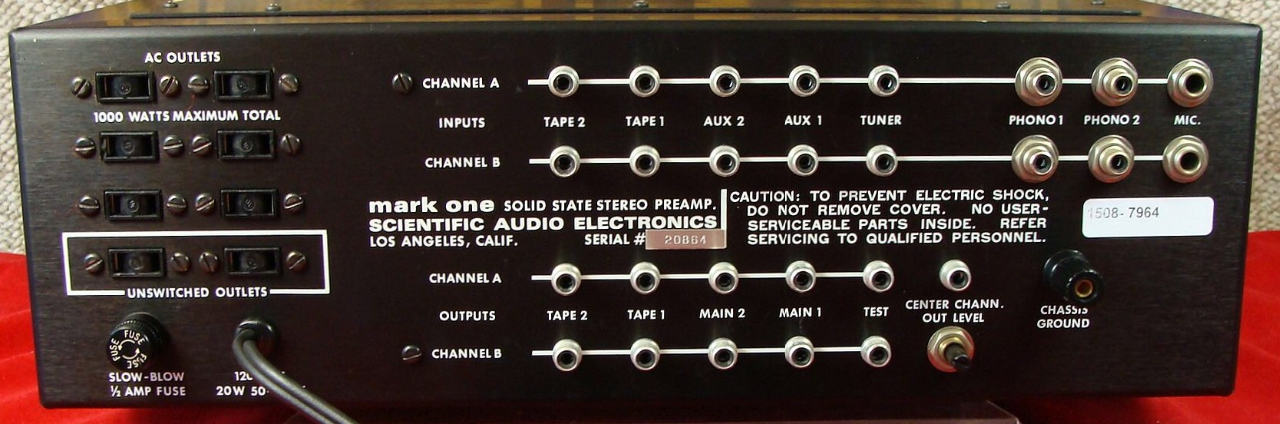 AC OUTLETS
1000 WATTS MAXIMUM TOTAL
UNSWITCHED OUTLETS
FUSE FUSE FUSE
SLOW-BLOW
½ AMP FUSE
20W 50-
CHANNEL A
INPUTS TAPE 2 TAPE 1 AUX 2 AUX 1 TUNER PHONO 1 PHONO 2 MIC.
CHANNEL B
mark one SOLID STATE STEREO PREAMP.
SCIENTIFIC AUDIO ELECTRONICS
LOS ANGELES, CALIF. SERIAL # 20864
CAUTION: TO PREVENT ELECTRIC SHOCK,
DO NOT REMOVE COVER. NO USER-
SERVICEABLE PARTS INSIDE. REFER
SERVICING TO QUALIFIED PERSONNEL.
1508-7964
CHANNEL A
OUTPUTS TAPE 2 TAPE 1 MAIN 2 MAIN 1 TEST
CHANNEL B
CENTER CHANN.
OUT LEVEL
CHASSIS
GROUND